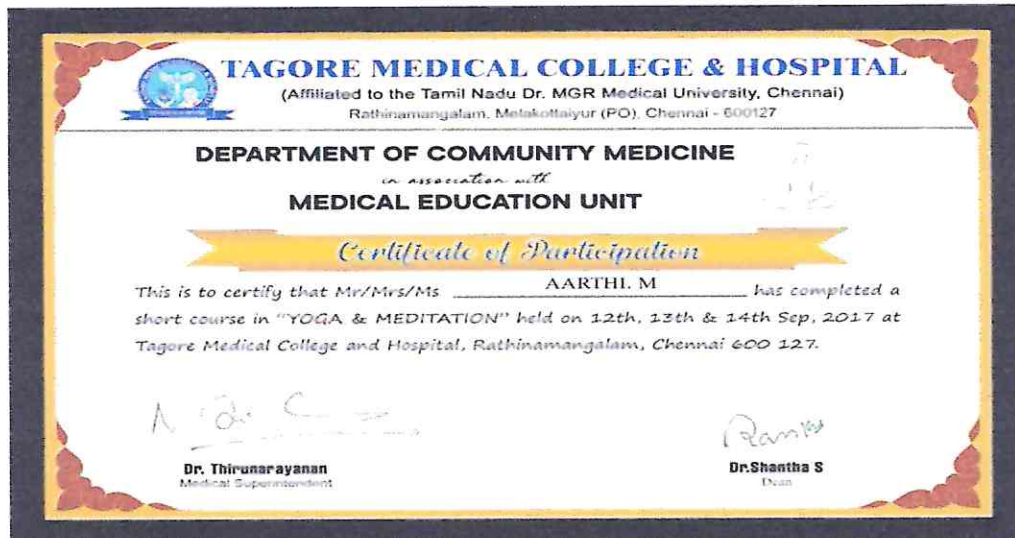 TAGORE MEDICAL COLLEGE & HOSPITAL
(Affiliated to the Tamil Nadu Dr. MGR Medical University, Chennai)
Rathinamangalam, Melakottaiyur (PO), Chennai - 600127
DEPARTMENT OF COMMUNITY MEDICINE
in association with
MEDICAL EDUCATION UNIT
Certificate of Participation
This is to certify that Mr/Mrs/Ms AARTHI. M has completed a
short course in "YOGA & MEDITATION" held on 12th, 13th & 14th Sep, 2017 at
Tagore Medical College and Hospital, Rathinamangalam, Chennai 600 127.
Dr. Thirunarayanan
Medical Superintendent
Dr.Shantha S
Dean